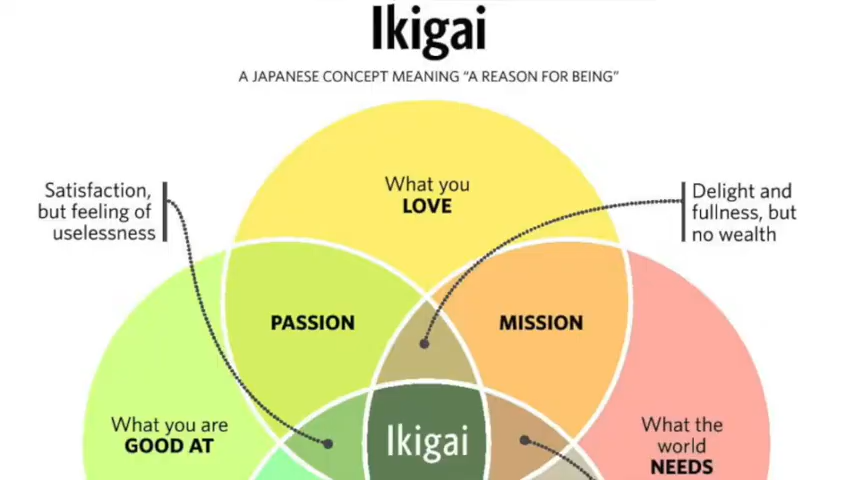 Ikigai
A JAPANESE CONCEPT MEANING “A REASON FOR BEING”
Satisfaction,
but feeling of
uselessness
What you
LOVE
Delight and
fullness, but
no wealth
PASSION
MISSION
What you are
GOOD AT
Ikigai
What the
world
NEEDS